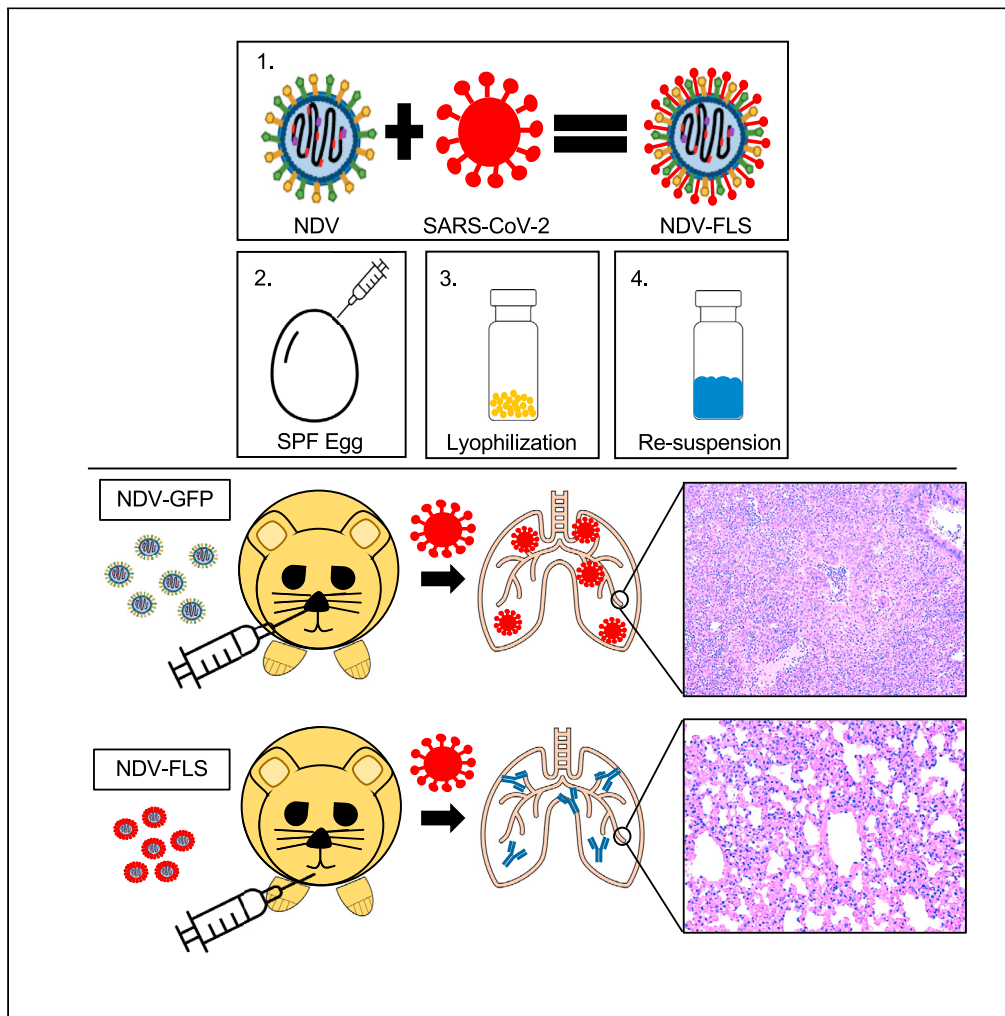 1.
NDV
SARS-CoV-2
NDV-FLS
2.
SPF Egg
3.
Lyophilization
4.
Re-suspension
NDV-GFP
NDV-FLS